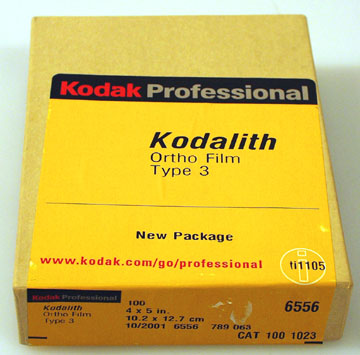 Kodak Professional
Kodalith
Ortho Film
Type 3
New Package
www.kodak.com/go/professional
i
ti1105
Kodak Professional
Kodalith
Ortho Film
Type 3
100
4 x 5 in.
10.2 x 12.7 cm
10/2001 6556 789 063
6556
CAT 100 1023